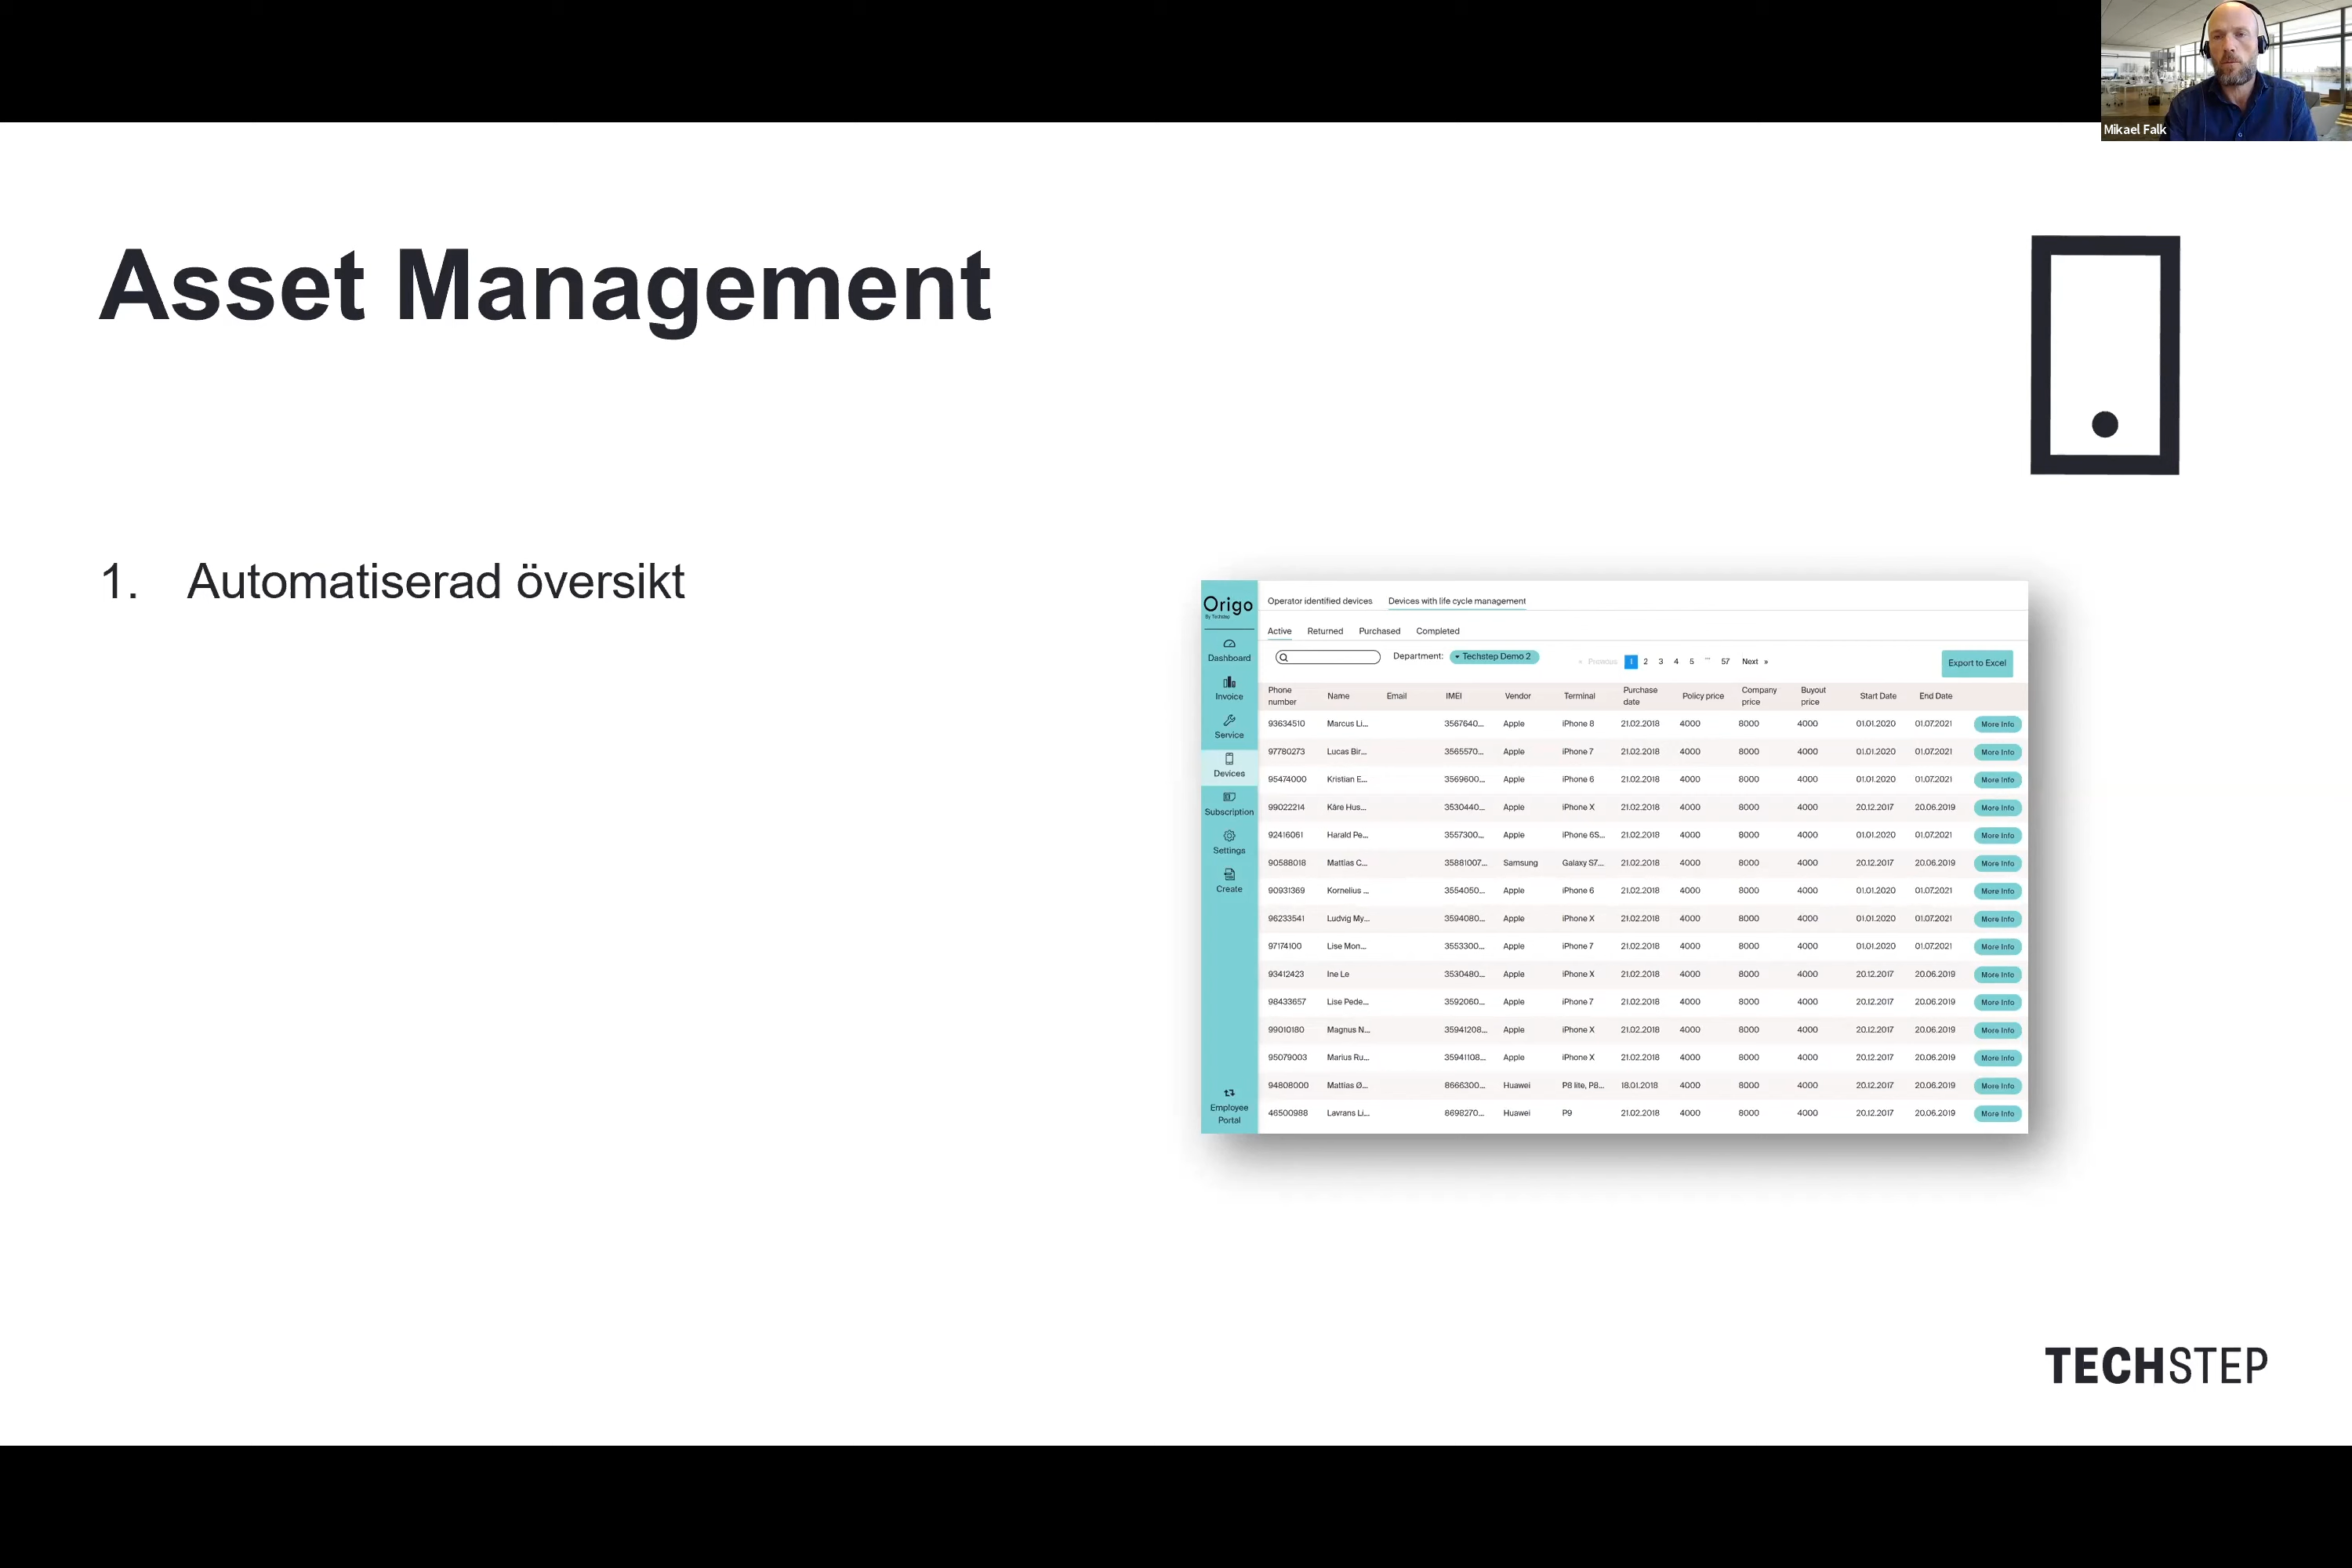 Mikael Falk
Asset Management
1. Automatiserad översikt
Origo
By Techstep
Dashboard
Invoice
Service
Devices
Subscription
Settings
Create
Employee
Portal
Operator identified devices Devices with life cycle management
Active Returned Purchased Completed
Department: Techstep Demo 2 « Previous 1 2 3 4 5 ... 57 Next » Export to Excel
Phone number Name Email IMEI Vendor Terminal Purchase date Policy price Company price Buyout price Start Date End Date
93634510 Marcus Li... 3567640... Apple iPhone 8 21.02.2018 4000 8000 4000 01.01.2020 01.07.2021 More Info
97780273 Lucas Bir... 3565570... Apple iPhone 7 21.02.2018 4000 8000 4000 01.01.2020 01.07.2021 More Info
95474000 Kristian E... 3569600... Apple iPhone 6 21.02.2018 4000 8000 4000 01.01.2020 01.07.2021 More Info
99022214 Kåre Hus... 3530440... Apple iPhone X 21.02.2018 4000 8000 4000 20.12.2017 20.06.2019 More Info
92416061 Harald Pe... 3557300... Apple iPhone 6S... 21.02.2018 4000 8000 4000 01.01.2020 01.07.2021 More Info
90588018 Mattias C... 35881007... Samsung Galaxy S7... 21.02.2018 4000 8000 4000 20.12.2017 20.06.2019 More Info
90931369 Kornelius ... 3554050... Apple iPhone 6 21.02.2018 4000 8000 4000 01.01.2020 01.07.2021 More Info
96233541 Ludvig My... 3594080... Apple iPhone X 21.02.2018 4000 8000 4000 01.01.2020 01.07.2021 More Info
97174100 Lise Mon... 3553300... Apple iPhone 7 21.02.2018 4000 8000 4000 01.01.2020 01.07.2021 More Info
93412423 Ine Le 3530480... Apple iPhone X 21.02.2018 4000 8000 4000 20.12.2017 20.06.2019 More Info
98433657 Lise Pede... 3592060... Apple iPhone 7 21.02.2018 4000 8000 4000 20.12.2017 20.06.2019 More Info
99010180 Magnus N... 35941208... Apple iPhone X 21.02.2018 4000 8000 4000 20.12.2017 20.06.2019 More Info
95079003 Marius Ru... 35941108... Apple iPhone X 21.02.2018 4000 8000 4000 20.12.2017 20.06.2019 More Info
94808000 Mattias Ø... 8666300... Huawei P8 lite, P8... 18.01.2018 4000 8000 4000 20.12.2017 20.06.2019 More Info
46500988 Lavrans Li... 8698270... Huawei P9 21.02.2018 4000 8000 4000 20.12.2017 20.06.2019 More Info
TECHSTEP